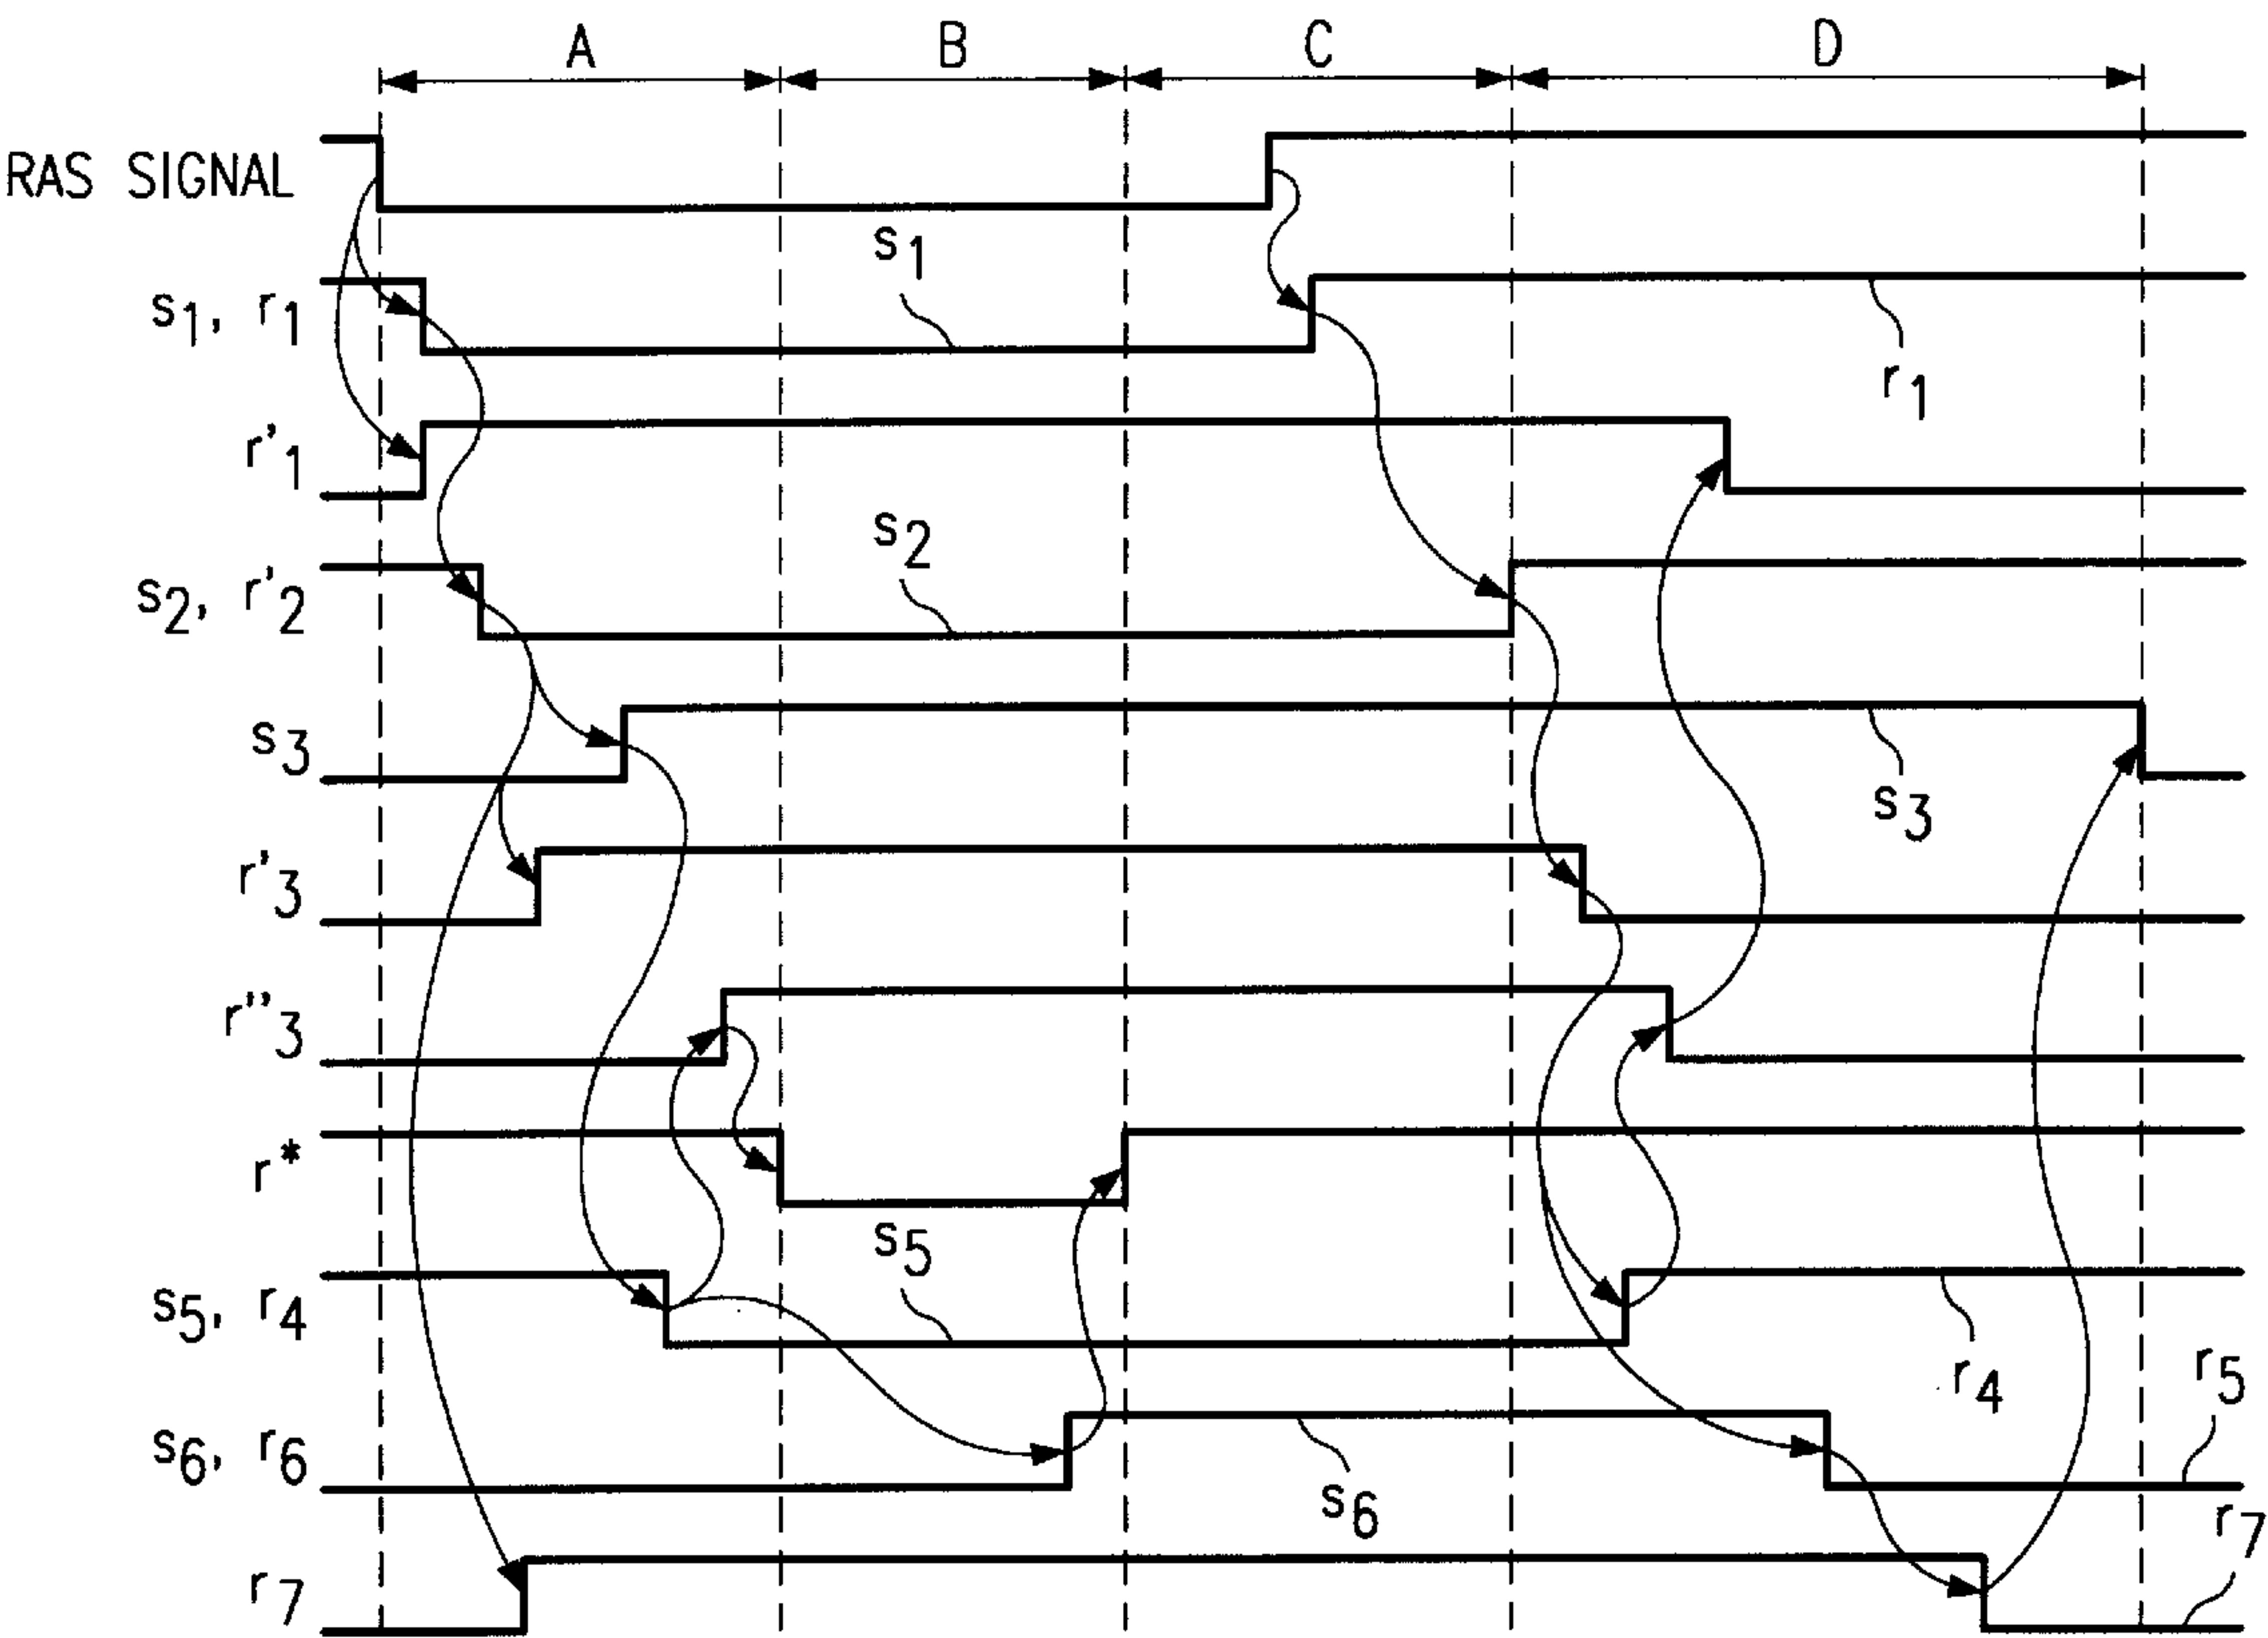 A B C D
RAS SIGNAL
s1
s1, r1
r1
r'1
s2
s2, r'2
s3
s3
r'3
r''3
r*
s5
s5, r4
r4
r5
s6, r6
s6
r7
r7